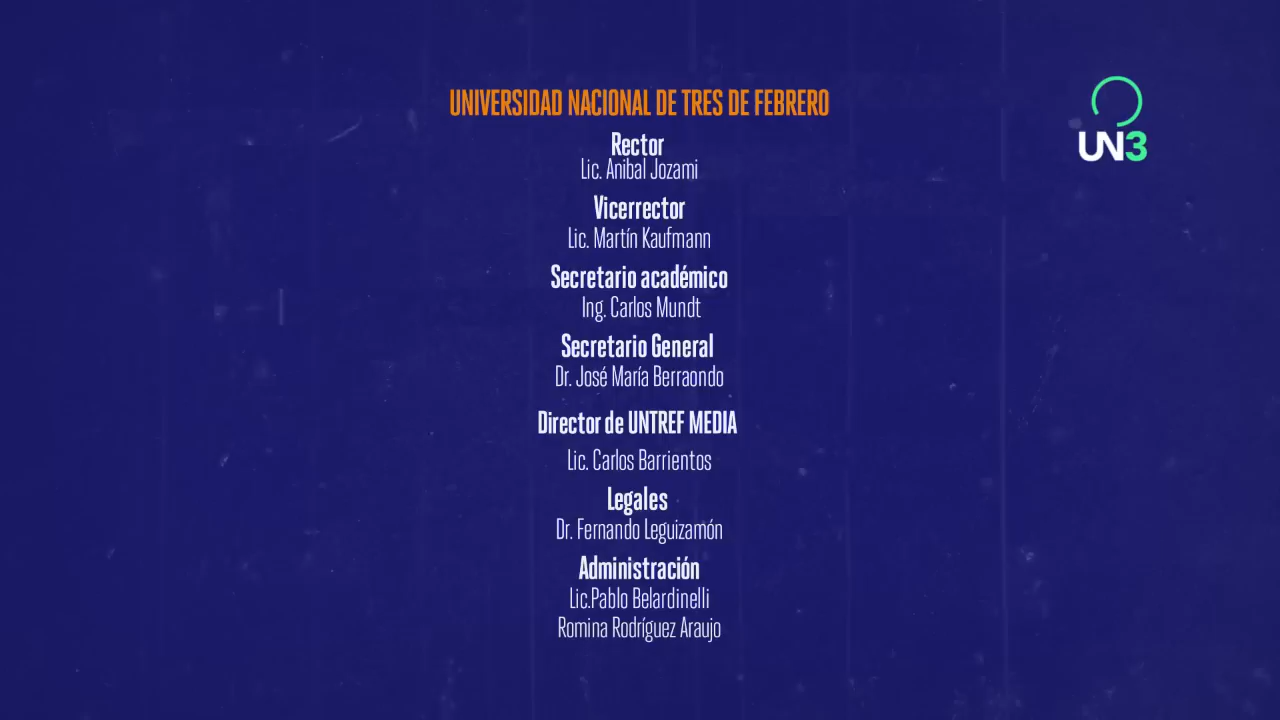 UNIVERSIDAD NACIONAL DE TRES DE FEBRERO
Rector
Lic. Anibal Jozami
Vicerrector
Lic. Martín Kaufmann
Secretario académico
Ing. Carlos Mundt
Secretario General
Dr. José María Berraondo
Director de UNTREF MEDIA
Lic. Carlos Barrientos
Legales
Dr. Fernando Leguizamón
Administración
Lic.Pablo Belardinelli
Romina Rodríguez Araujo
UN3